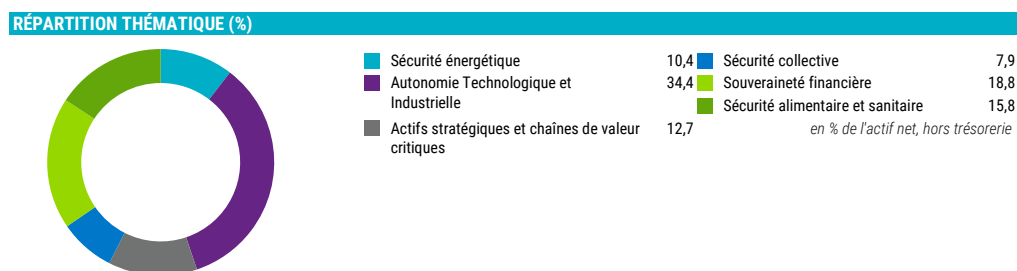 RÉPARTITION THÉMATIQUE (%)
Sécurité énergétique 10,4
Autonomie Technologique et 34,4
Industrielle
Actifs stratégiques et chaînes de valeur 12,7
critiques
Sécurité collective 7,9
Souveraineté financière 18,8
Sécurité alimentaire et sanitaire 15,8
en % de l'actif net, hors trésorerie